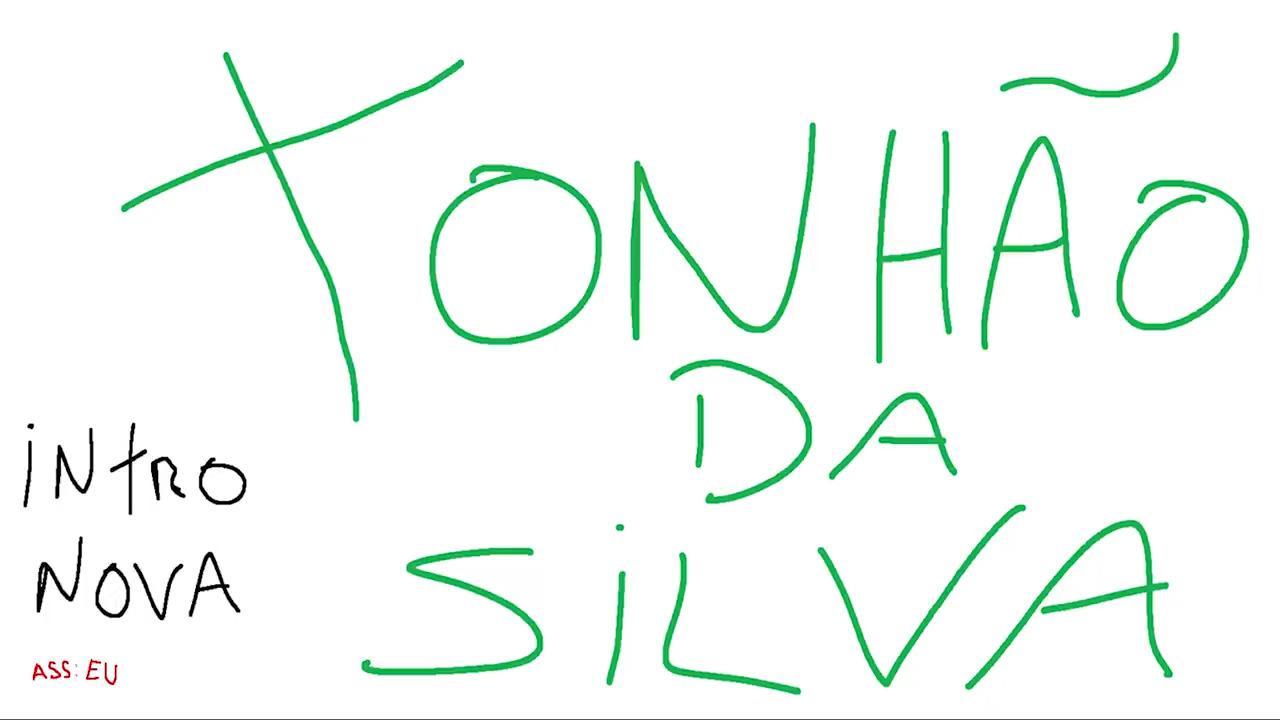 TONHÃO
DA
SiLVA
iNtRO
NOVA
ASS: EU